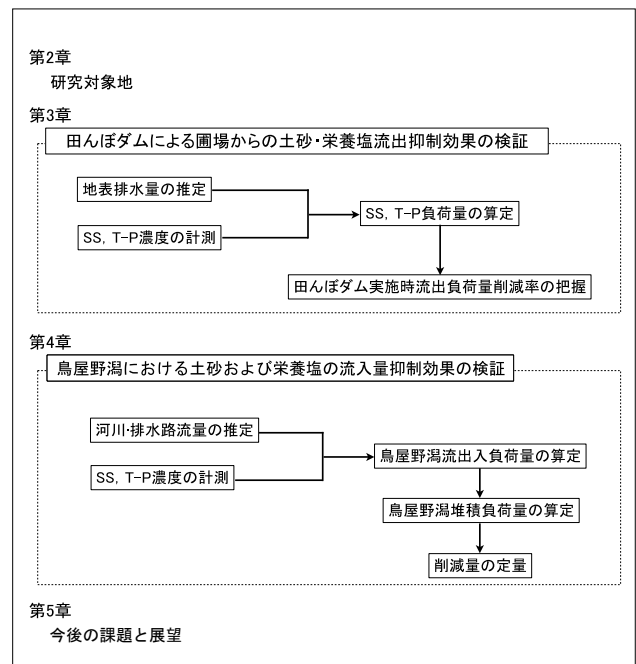 第2章
研究対象地
第3章
田んぼダムによる圃場からの土砂・栄養塩流出抑制効果の検証
地表排水量の推定
SS, T-P濃度の計測
SS, T-P負荷量の算定
田んぼダム実施時流出負荷量削減率の把握
第4章
鳥屋野潟における土砂および栄養塩の流入量抑制効果の検証
河川・排水路流量の推定
SS, T-P濃度の計測
鳥屋野潟流出入負荷量の算定
鳥屋野潟堆積負荷量の算定
削減量の定量
第5章
今後の課題と展望